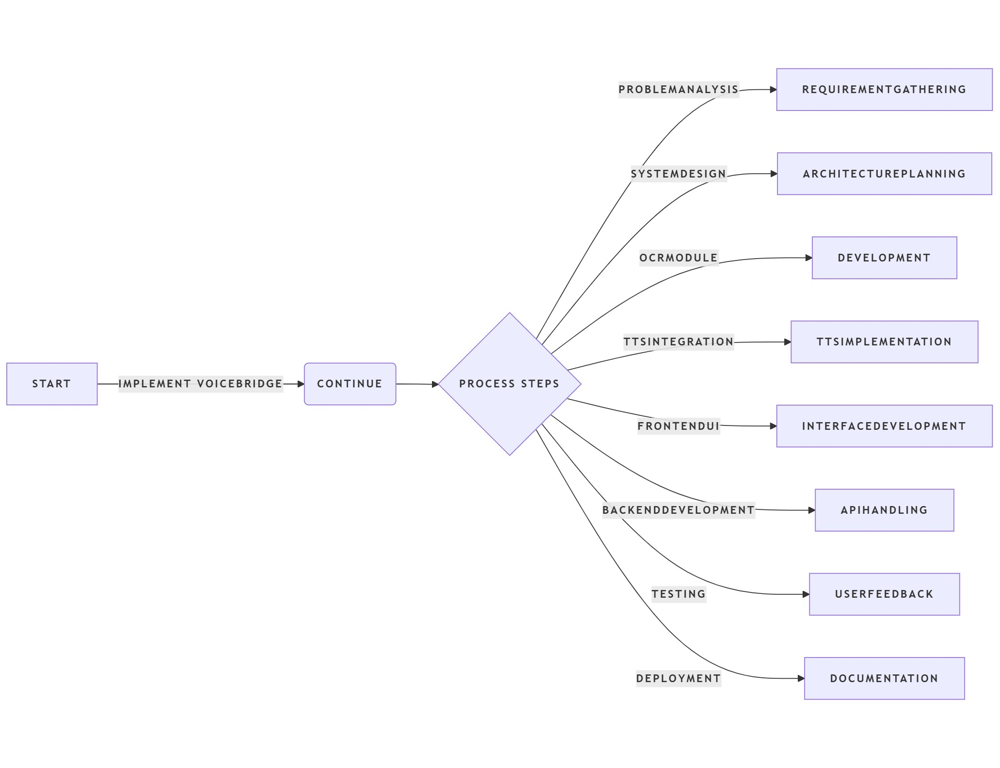 START
IMPLEMENT VOICEBRIDGE
CONTINUE
PROCESS STEPS
PROBLEMANALYSIS
REQUIREMENTGATHERING
SYSTEMDESIGN
ARCHITECTUREPLANNING
OCRMODULE
DEVELOPMENT
TTSINTEGRATION
TTSIMPLEMENTATION
FRONTENDUI
INTERFACEDEVELOPMENT
BACKENDDEVELOPMENT
APIHANDLING
TESTING
USERFEEDBACK
DEPLOYMENT
DOCUMENTATION